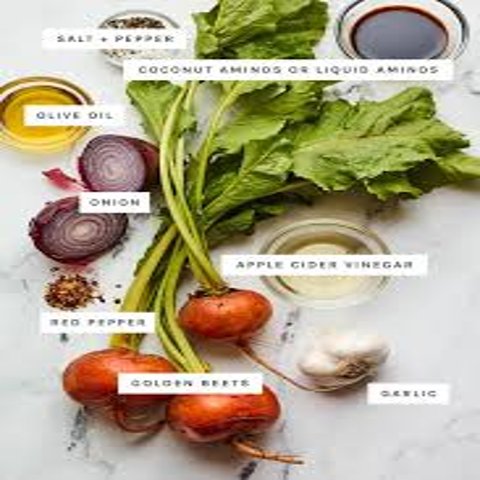 SALT + PEPPER
COCONUT AMINOS OR LIQUID AMINOS
OLIVE OIL
ONION
APPLE CIDER VINEGAR
RED PEPPER
GOLDEN BEETS
GARLIC